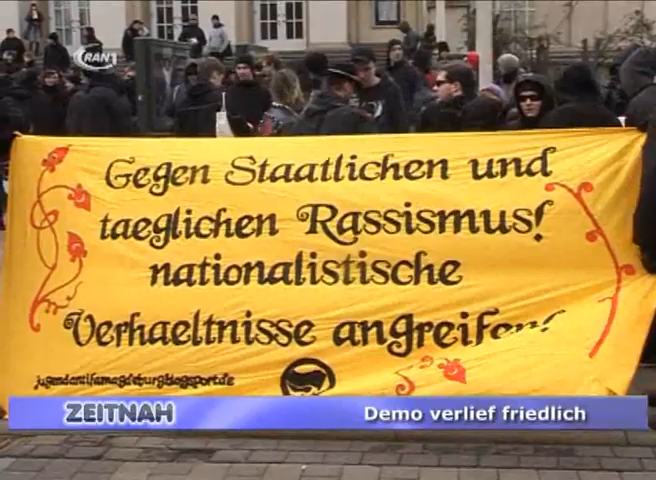 RAN1
Gegen Staatlichen und
taeglichen Rassismus!
nationalistische
Verhaeltnisse angreifen!
jugendantifamagdeburg.blogsport.de
ZEITNAH
Demo verlief friedlich